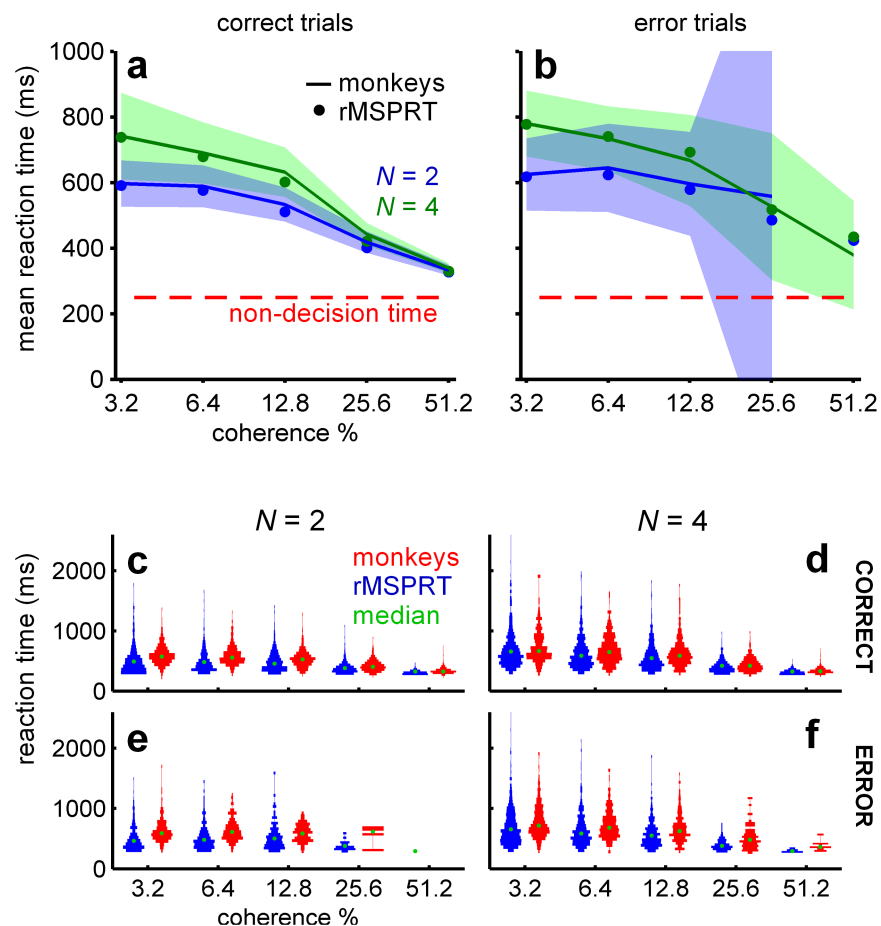 correct trials
error trials
1000
800
600
400
200
0
mean reaction time (ms)
a
monkeys
rMSPRT
N = 2
N = 4
non-decision time
3.2 6.4 12.8 25.6 51.2
coherence %
b
3.2 6.4 12.8 25.6 51.2
N = 2
N = 4
reaction time (ms)
2000
1000
0
c
monkeys
rMSPRT
median
d
CORRECT
2000
1000
0
e
f
ERROR
3.2 6.4 12.8 25.6 51.2
3.2 6.4 12.8 25.6 51.2
coherence %